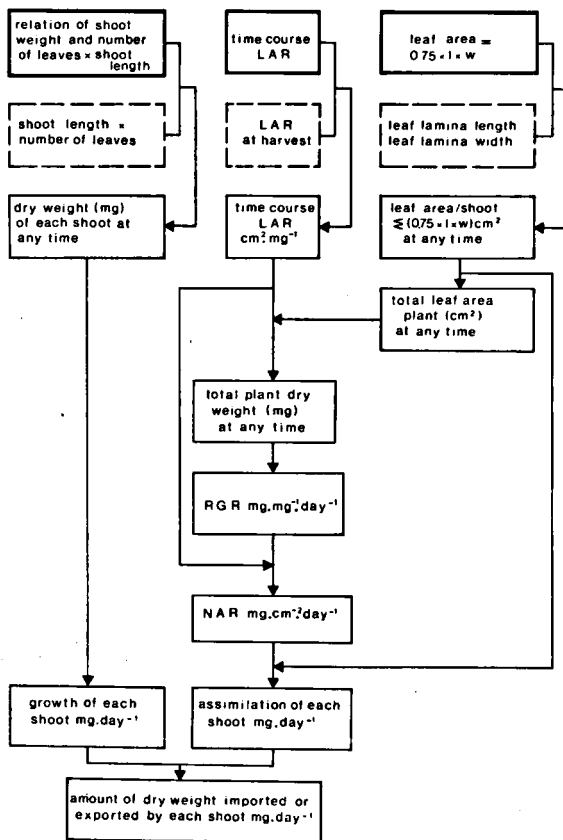 relation of shoot
weight and number
of leaves × shoot
length
time course
LAR
leaf area =
0.75 × l × w
shoot length ×
number of leaves
LAR
at harvest
leaf lamina length
leaf lamina width
dry weight (mg)
of each shoot at
any time
time course
LAR
cm².mg⁻¹
leaf area/shoot
Σ(0.75 × l × w) cm²
at any time
total leaf area
plant (cm²)
at any time
total plant dry
weight (mg)
at any time
RGR mg.mg⁻¹.day⁻¹
NAR mg.cm⁻².day⁻¹
growth of each
shoot mg.day⁻¹
assimilation of each
shoot mg.day⁻¹
amount of dry weight imported or
exported by each shoot mg.day⁻¹